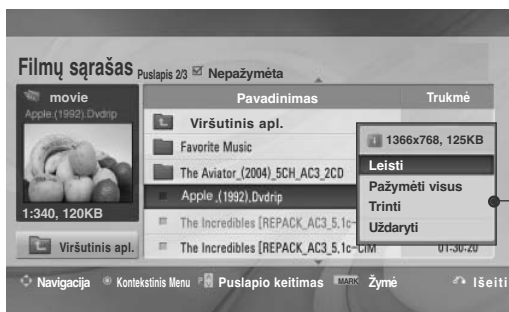 Filmų sąrašas Puslapis 2/3 Nepažymėta
movie
Apple.(1992).Dvdrip
1:340, 120KB
Viršutinis apl.
Pavadinimas Trukmė
Viršutinis apl.
Favorite Music
The Aviator_(2004)_5CH_AC3_2CD
Apple .(1992).Dvdrip
The Incredibles [REPACK_AC3_5.1c-
The Incredibles [REPACK_AC3_5.1c-CiM 01-30-20
1366x768, 125KB
Leisti
Pažymėti visus
Trinti
Uždaryti
Navigacija Kontekstinis Menu P Puslapio keitimas MARK Žymė Išeiti